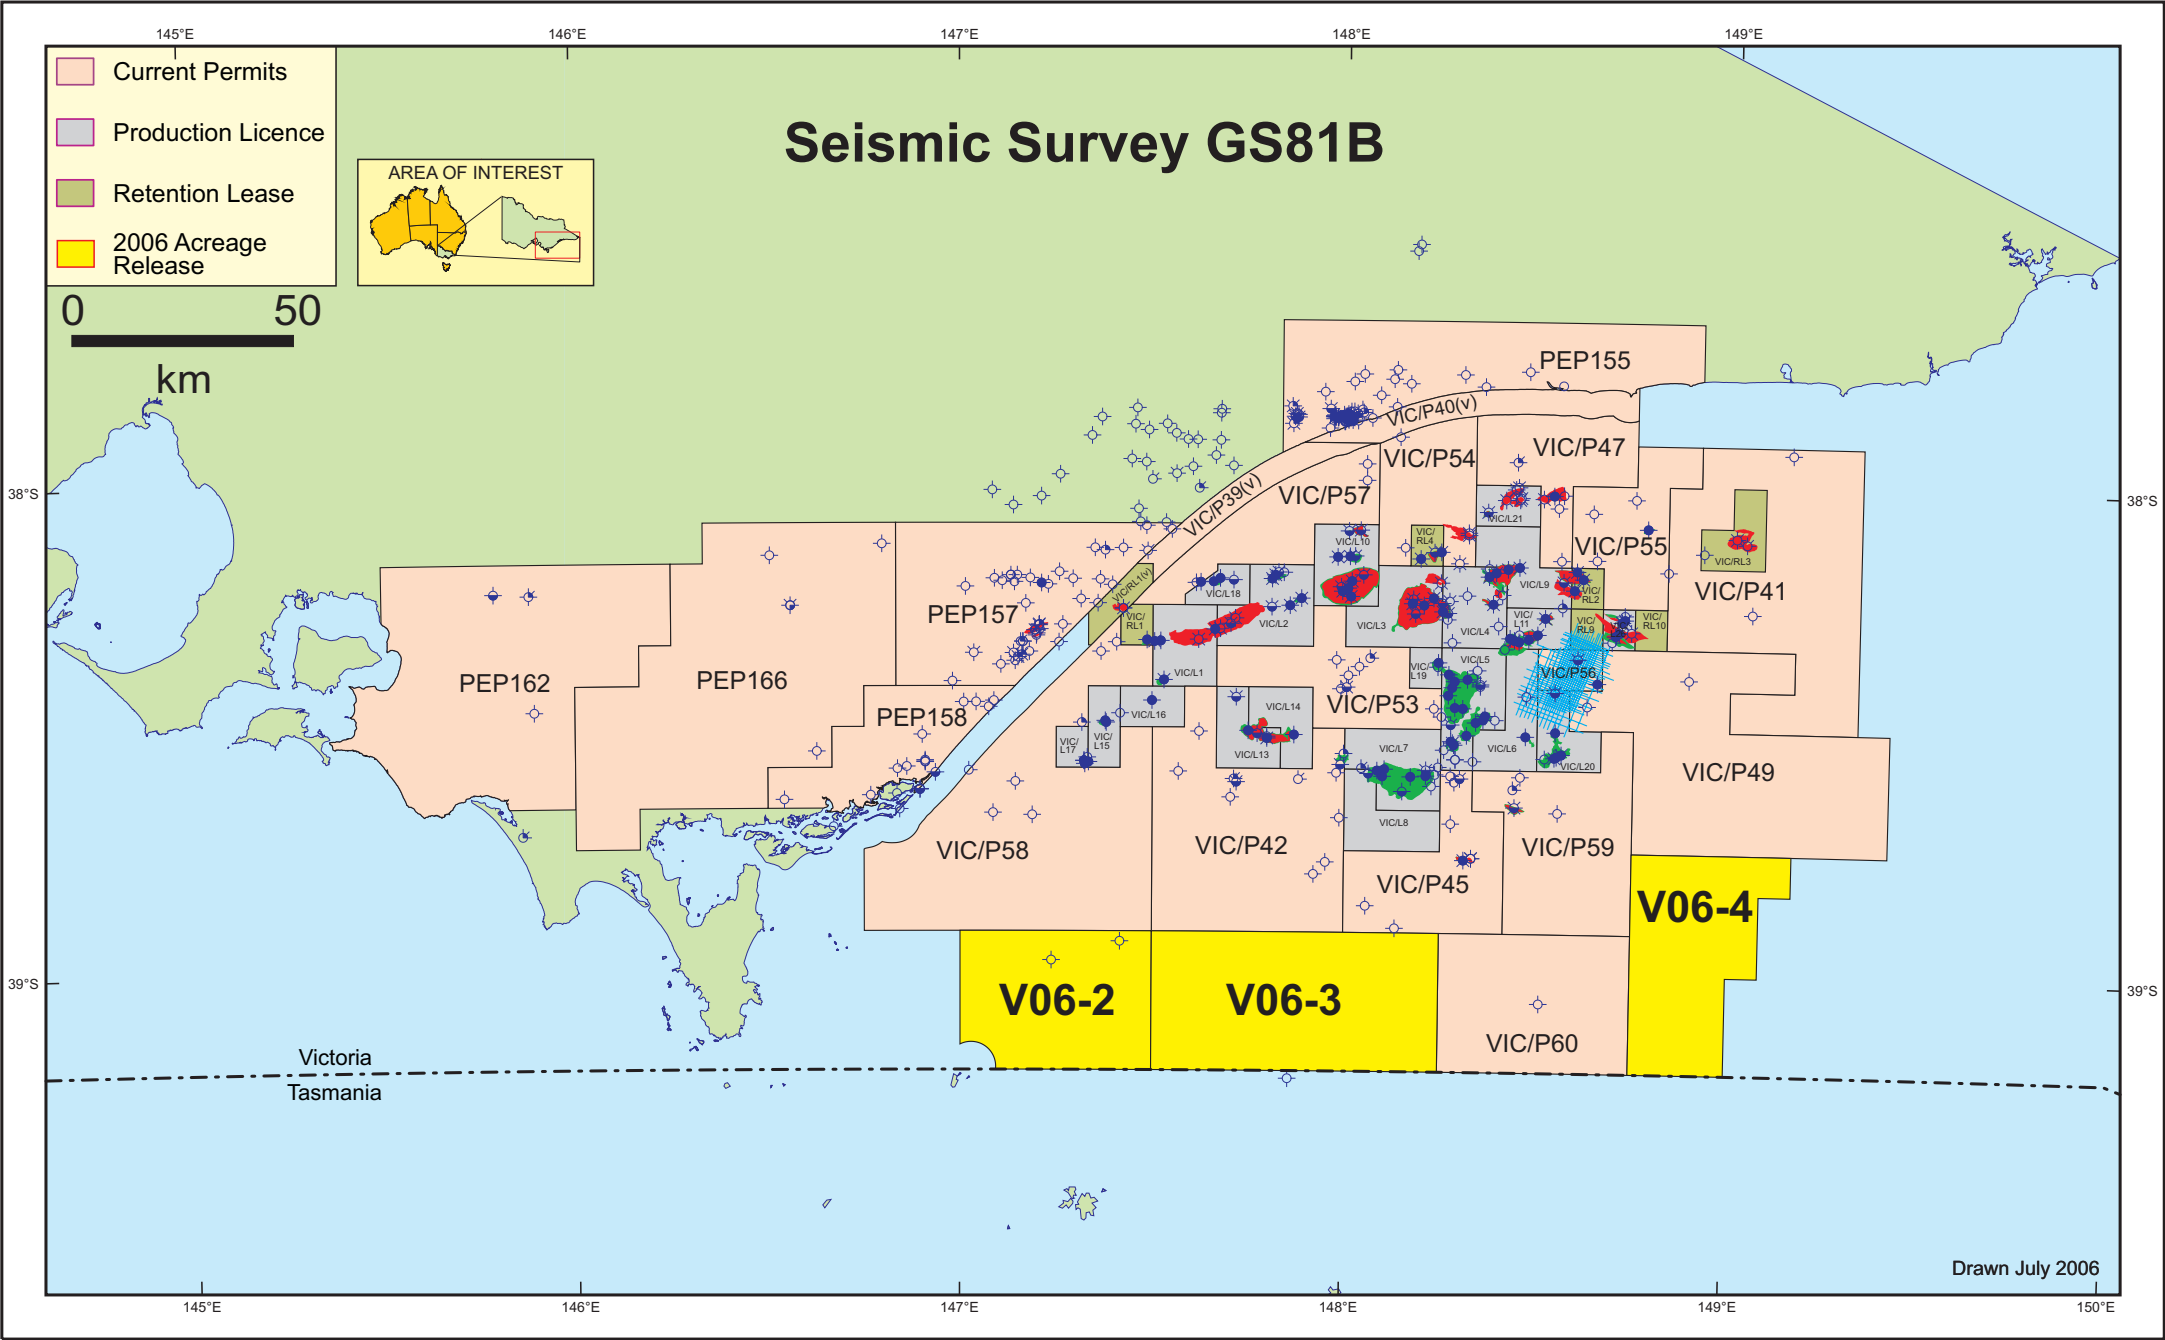 145°E
146°E
147°E
148°E
149°E
Current Permits
Production Licence
Retention Lease
2006 Acreage
Release
0
50
km
AREA OF INTEREST
Seismic Survey GS81B
PEP155
VIC/P40(v)
VIC/P47
VIC/P54
VIC/P57
VIC/P39(v)
38°S
38°S
VIC/L21
VIC/L10
VIC/
RL4
VIC/P55
VIC/RL3
VIC/P41
VIC/RL1(v)
VIC/L18
VIC/L9
VIC/
RL2
PEP157
VIC/
RL1
VIC/L2
VIC/L3
VIC/L4
VIC/
L11
VIC/
RL9
VIC/
RL10
PEP162
PEP166
VIC/L1
VIC/
L19
VIC/L5
VIC/P56
VIC/P53
PEP158
VIC/L16
VIC/L14
VIC/
L17
VIC/
L15
VIC/L13
VIC/L7
VIC/L6
VIC/L20
VIC/P49
VIC/L8
VIC/P58
VIC/P42
VIC/P59
VIC/P45
V06-4
V06-2
V06-3
VIC/P60
39°S
39°S
Victoria
Tasmania
Drawn July 2006
145°E
146°E
147°E
148°E
149°E
150°E